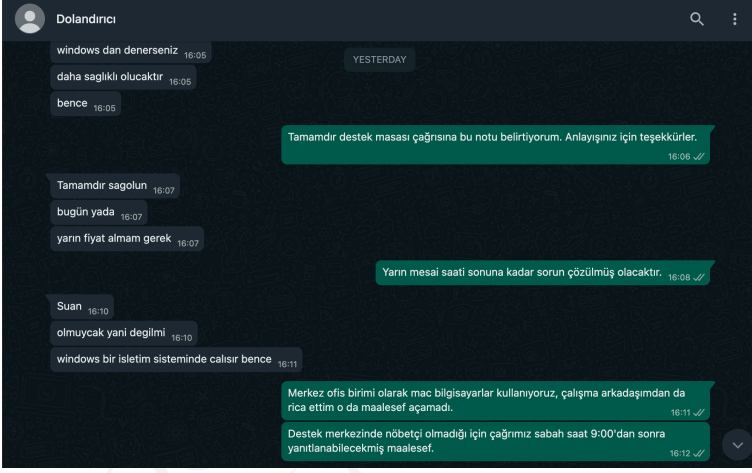 Dolandırıcı
windows dan denerseniz 16:05
YESTERDAY
daha saglıklı olucaktır 16:05
bence 16:05
Tamamdır destek masası çağrısına bu notu belirtiyorum. Anlayışınız için teşekkürler.
16:06
Tamamdır sagolun 16:07
bugün yada 16:07
yarın fiyat almam gerek 16:07
Yarın mesai saati sonuna kadar sorun çözülmüş olacaktır. 16:08
Suan 16:10
olmuycak yani degilmi 16:10
windows bir isletim sisteminde calısır bence 16:11
Merkez ofis birimi olarak mac bilgisayarlar kullanıyoruz, çalışma arkadaşımdan da
rica ettim o da maalesef açamadı.
16:11
Destek merkezinde nöbetçi olmadığı için çağrımız sabah saat 9:00'dan sonra
yanıtlanabilecekmiş maalesef.
16:12